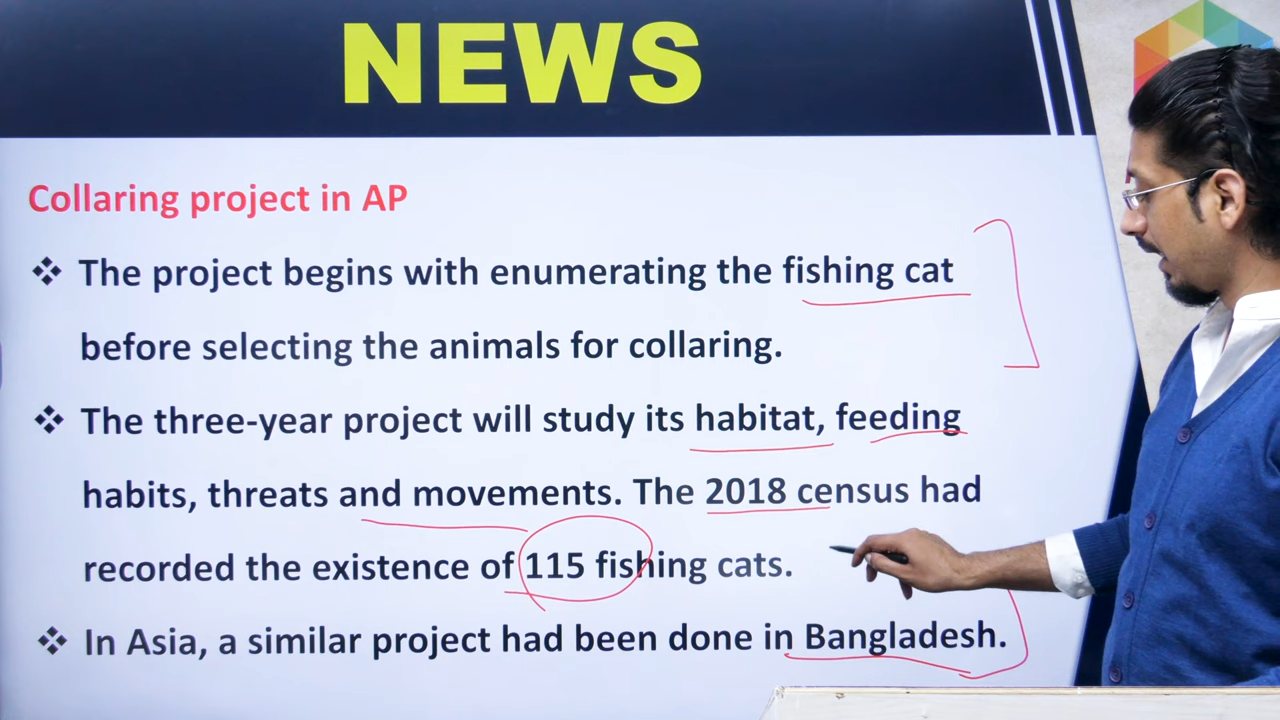 NEWS
Collaring project in AP
❖ The project begins with enumerating the fishing cat
before selecting the animals for collaring.
❖ The three-year project will study its habitat, feeding
habits, threats and movements. The 2018 census had
recorded the existence of 115 fishing cats.
❖ In Asia, a similar project had been done in Bangladesh.